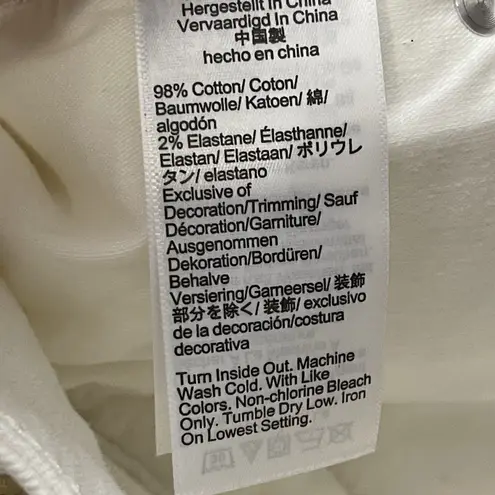 Hergestellt in China
Vervaardigd In China
中国製
hecho en china
98% Cotton/ Coton/
Baumwolle/ Katoen/ 綿/
algodón
2% Elastane/ Élasthanne/
Elastan/ Elastaan/ ポリウレ
タン/ elastano
Exclusive of
Decoration/Trimming/ Sauf
Décoration/Garniture/
Ausgenommen
Dekoration/Bordüren/
Behalve
Versiering/Garneersel/ 装飾
部分を除く/ 装飾/ exclusivo
de la decoración/costura
decorativa
Turn Inside Out. Machine
Wash Cold. With Like
Colors. Non-chlorine Bleach
Only. Tumble Dry Low. Iron
On Lowest Setting.
30